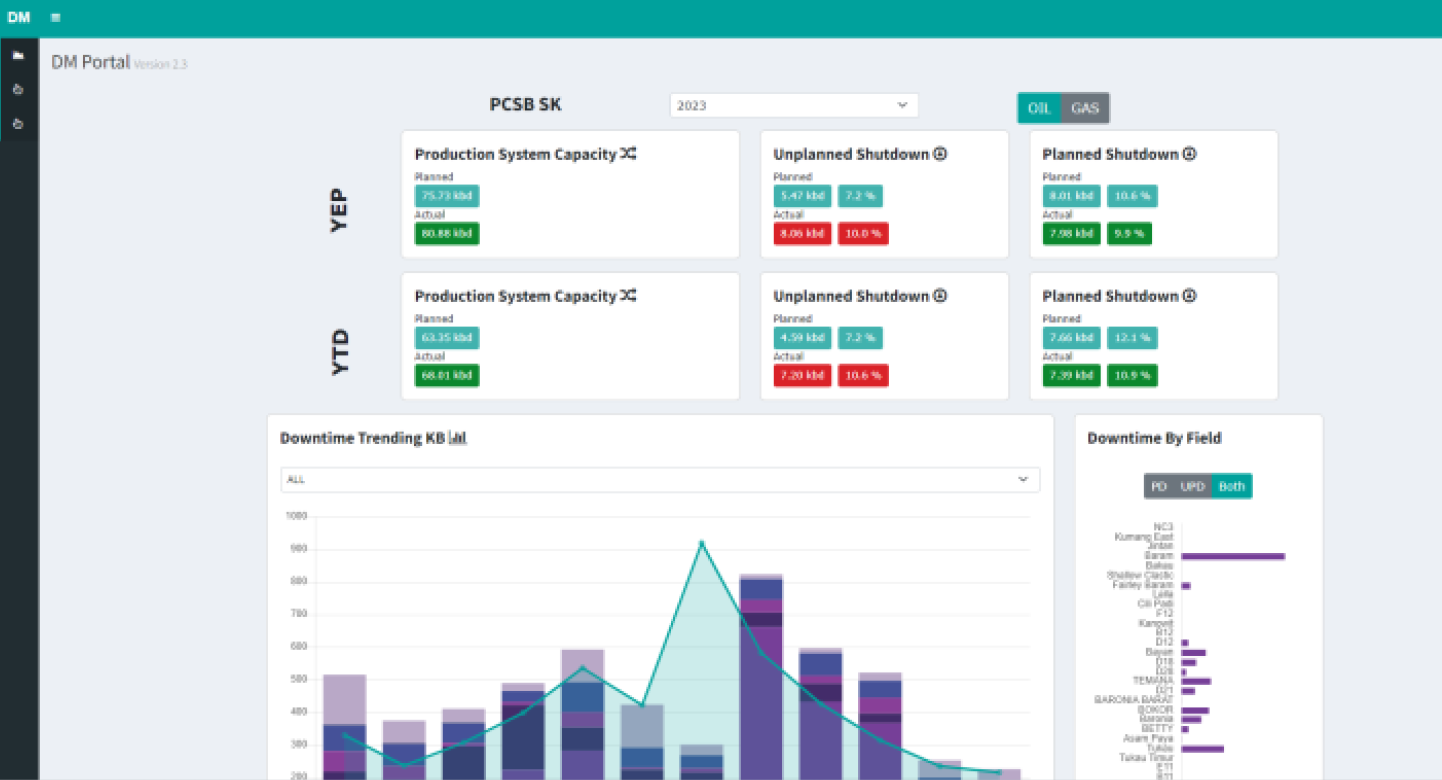 DM
DM Portal Version 2.3
PCSB SK
2023
OIL GAS
YEP
Production System Capacity
Planned
75.73 kbd
Actual
80.88 kbd
Unplanned Shutdown
Planned
5.47 kbd 7.2 %
Actual
8.06 kbd 10.0 %
Planned Shutdown
Planned
8.01 kbd 10.6 %
Actual
7.98 kbd 9.9 %
YTD
Production System Capacity
Planned
63.35 kbd
Actual
68.01 kbd
Unplanned Shutdown
Planned
4.59 kbd 7.2 %
Actual
7.20 kbd 10.6 %
Planned Shutdown
Planned
7.66 kbd 12.1 %
Actual
7.39 kbd 10.9 %
Downtime Trending KB
ALL
1000
900
800
700
600
500
400
300
200
Downtime By Field
PD UPD Both
NC3
Kumang East
Jintan
Baram
Bakau
Shallow Clastic
Fairley Baram
Laila
Cili Padi
F12
Kanowit
B12
D12
Bayan
D18
D28
TEMANA
D21
BARONIA BARAT
BOKOR
Baronia
BETTY
Asam Paya
Tukau
Tukau Timur
E11
B11